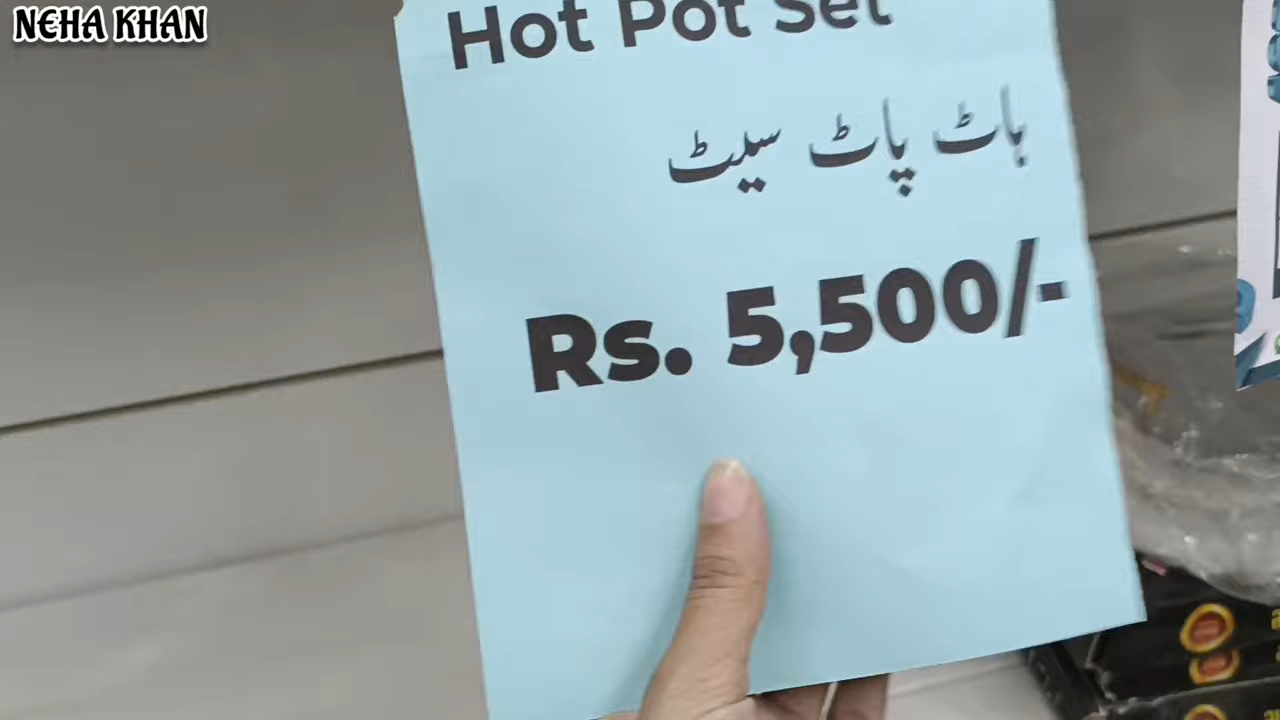 NEHA KHAN
Hot Pot Set
ہاٹ پاٹ سیٹ
Rs. 5,500/-